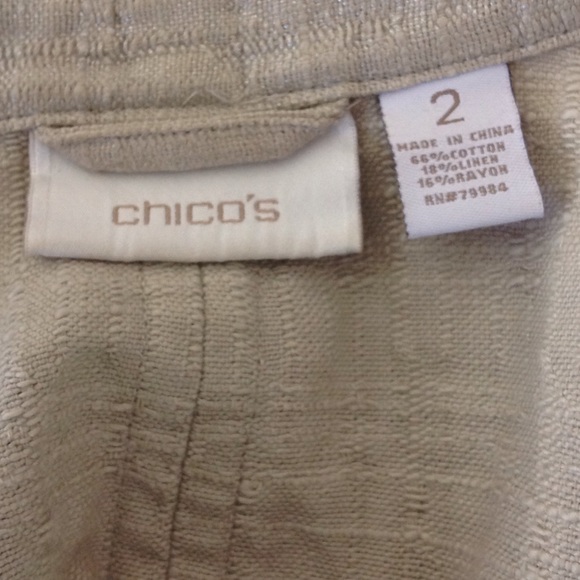 chico's
2
MADE IN CHINA
66%COTTON
18%LINEN
16%RAYON
RN#79984